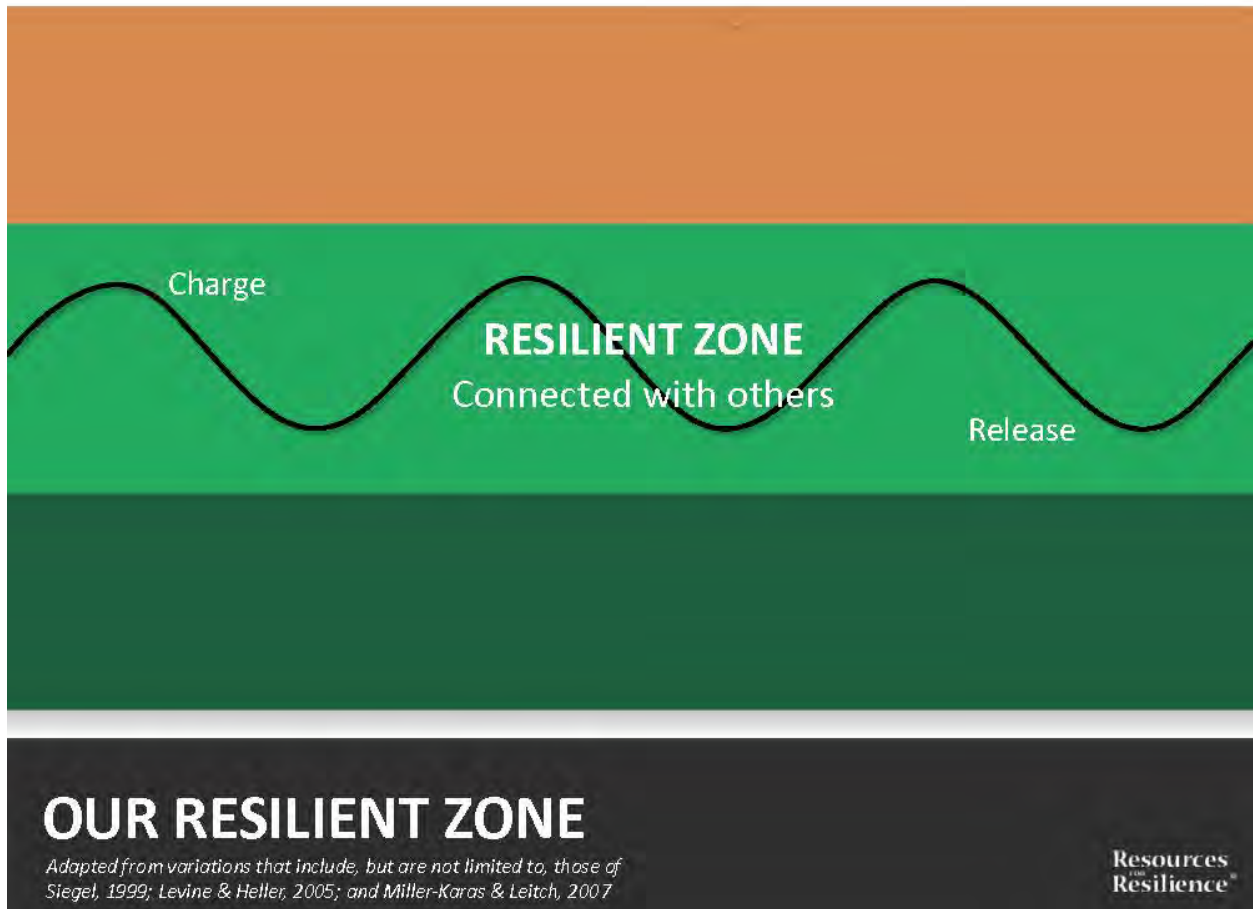 Charge
RESILIENT ZONE
Connected with others
Release
OUR RESILIENT ZONE
Adapted from variations that include, but are not limited to, those of
Siegel, 1999; Levine & Heller, 2005; and Miller-Karas & Leitch, 2007
Resources
FOR
Resilience®